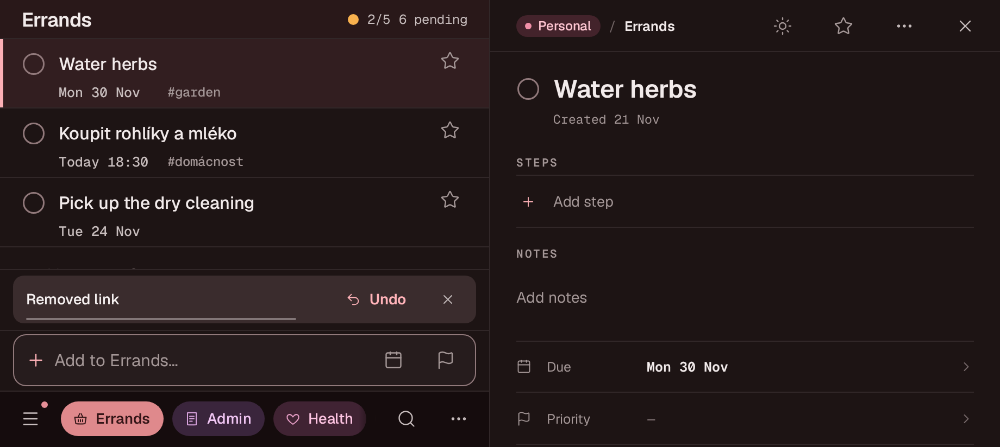 Errands
2/5 6 pending
Water herbs
Mon 30 Nov #garden
Koupit rohlíky a mléko
Today 18:30 #domácnost
Pick up the dry cleaning
Tue 24 Nov
Removed link
Undo
Add to Errands...
Errands
Admin
Health
Personal / Errands
Water herbs
Created 21 Nov
STEPS
Add step
NOTES
Add notes
Due Mon 30 Nov
Priority –